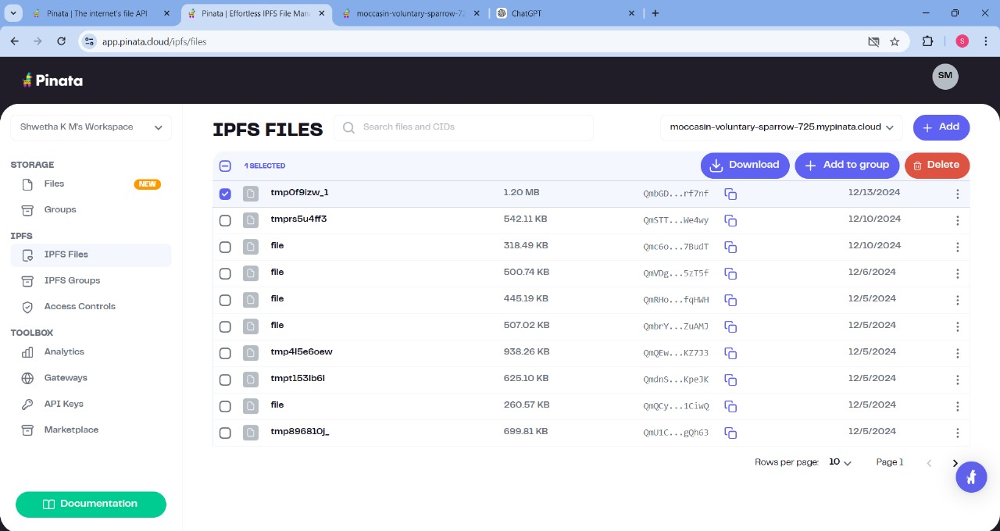 Pinata | The internet's file API
Pinata | Effortless IPFS File Man
moccasin-voluntary-sparrow-72
ChatGPT
app.pinata.cloud/ipfs/files
S
Pinata
SM
Shwetha K M's Workspace
IPFS FILES
Search files and CIDs
moccasin-voluntary-sparrow-725.mypinata.cloud
Add
STORAGE
Files NEW
Groups
IPFS
IPFS Files
IPFS Groups
Access Controls
TOOLBOX
Analytics
Gateways
API Keys
Marketplace
Documentation
1 SELECTED Download Add to group Delete
tmp0f9izw_1 1.20 MB QmbGD...rf7nf 12/13/2024
tmprs5u4ff3 542.11 KB QmSTT...We4wy 12/10/2024
file 318.49 KB Qmc6o...7BudT 12/10/2024
file 500.74 KB QmVDg...5zT5f 12/6/2024
file 445.19 KB QmRHo...fqHWH 12/5/2024
file 507.02 KB QmbrY...ZuAMJ 12/5/2024
tmp4l5e6oew 938.26 KB QmQEw...KZ7J3 12/5/2024
tmpt153lb6l 625.10 KB QmdnS...KpeJK 12/5/2024
file 260.57 KB QmQCy...1CiwQ 12/5/2024
tmp896810j_ 699.81 KB QmU1C...gQh63 12/5/2024
Rows per page: 10 Page 1